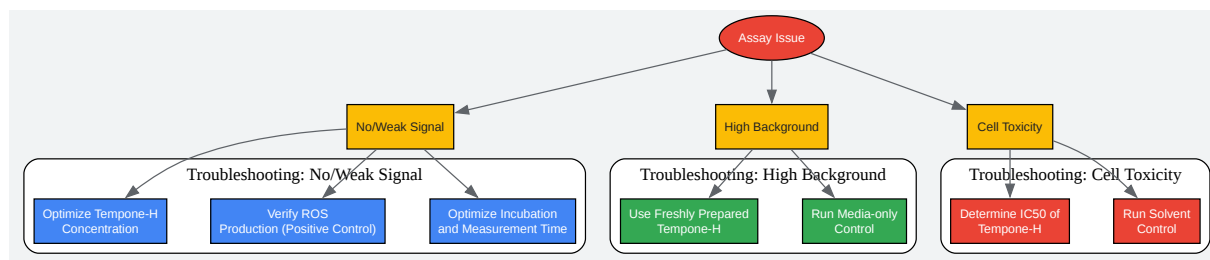 Assay Issue
No/Weak Signal
High Background
Cell Toxicity
Troubleshooting: No/Weak Signal
Troubleshooting: High Background
Troubleshooting: Cell Toxicity
Optimize Tempone-H
Concentration
Verify ROS
Production (Positive Control)
Optimize Incubation
and Measurement Time
Use Freshly Prepared
Tempone-H
Run Media-only
Control
Determine IC50 of
Tempone-H
Run Solvent
Control